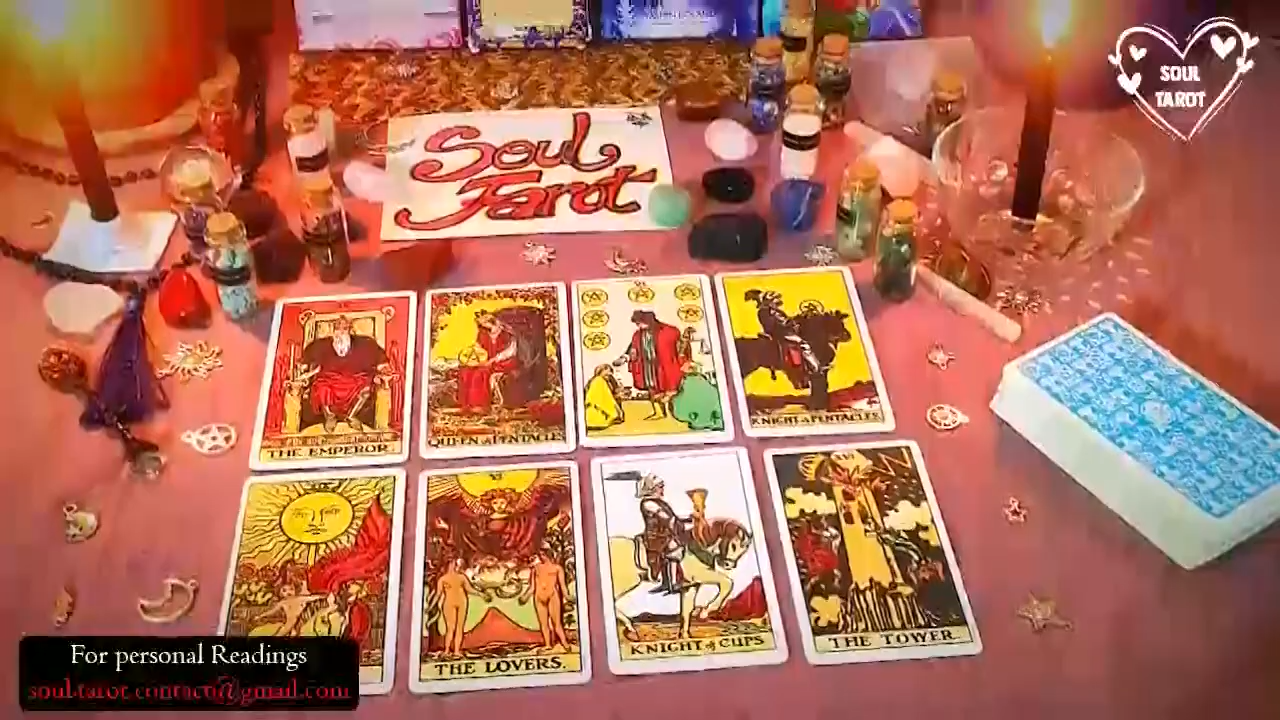 SOUL
TAROT
Soul
Tarot
THE EMPEROR.
QUEEN of PENTACLES
KNIGHT of PENTACLES.
THE LOVERS.
KNIGHT of CUPS
XVI
THE TOWER.
For personal Readings
soul.tarot.contact@gmail.com